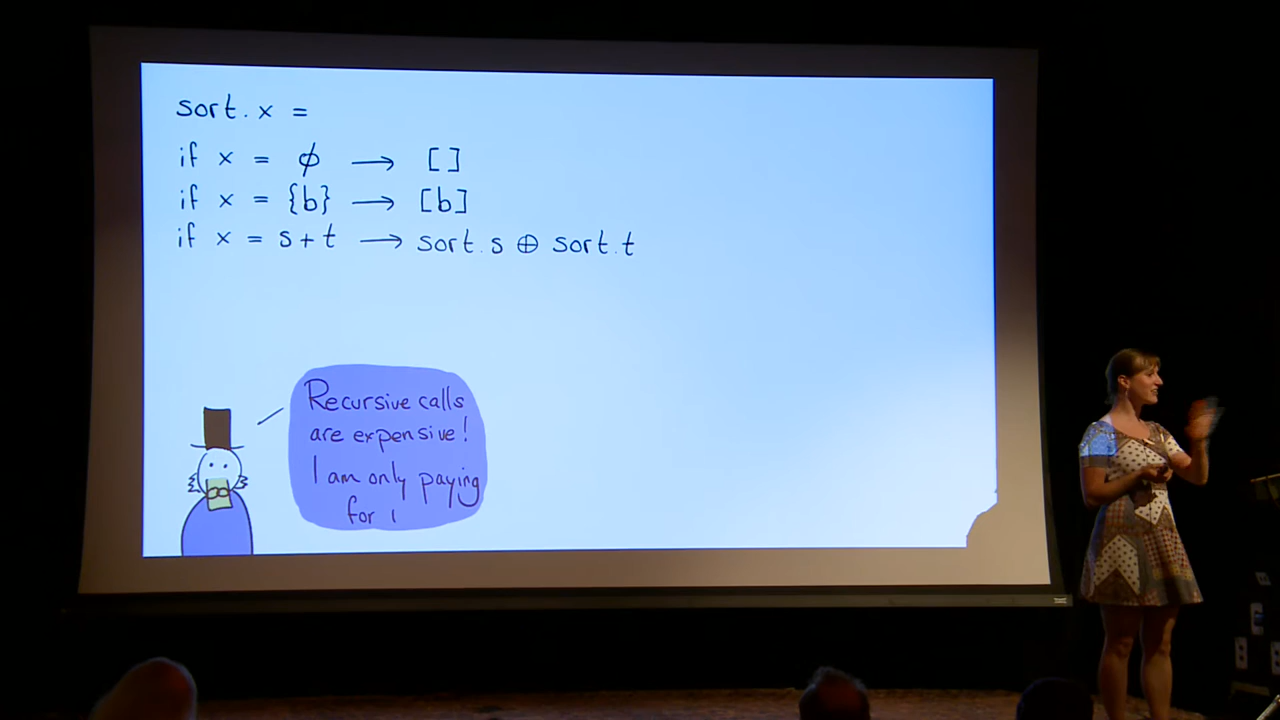 sort.x =
if x = ϕ → []
if x = {b} → [b]
if x = s+t → sort.s ⊕ sort.t
Recursive calls
are expensive!
I am only paying
for 1